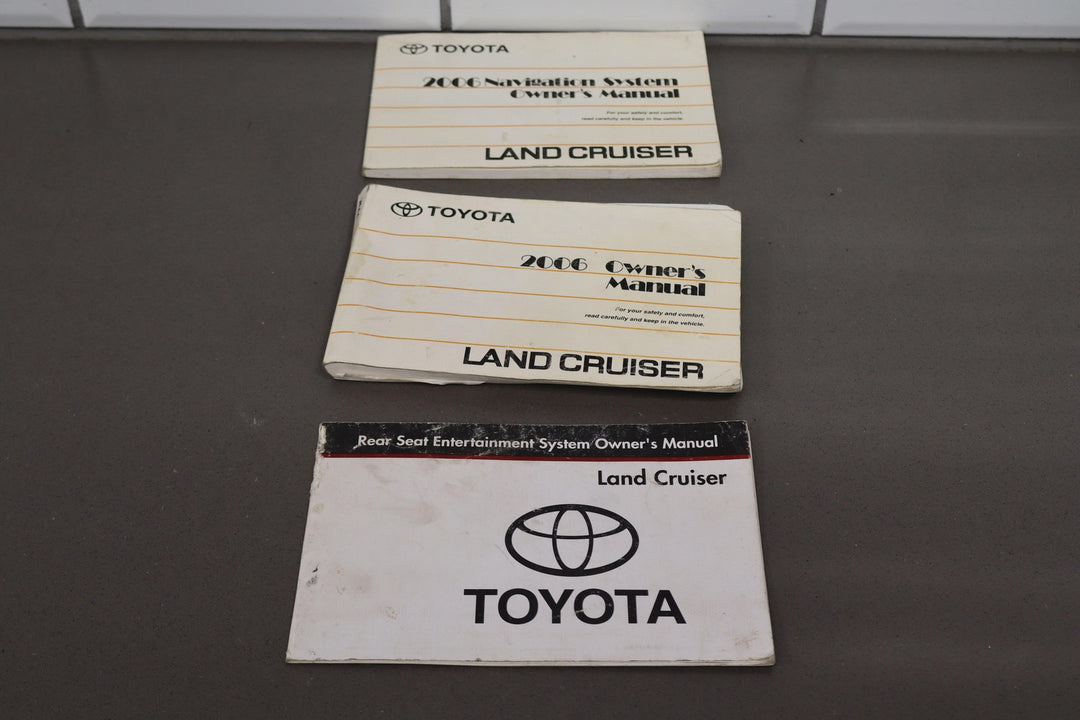 TOYOTA
2006 Navigation System
Owner's Manual
For your safety and comfort,
read carefully and keep in the vehicle.
LAND CRUISER
TOYOTA
2006 Owner's
Manual
For your safety and comfort,
read carefully and keep in the vehicle.
LAND CRUISER
Rear Seat Entertainment System Owner's Manual
Land Cruiser
TOYOTA